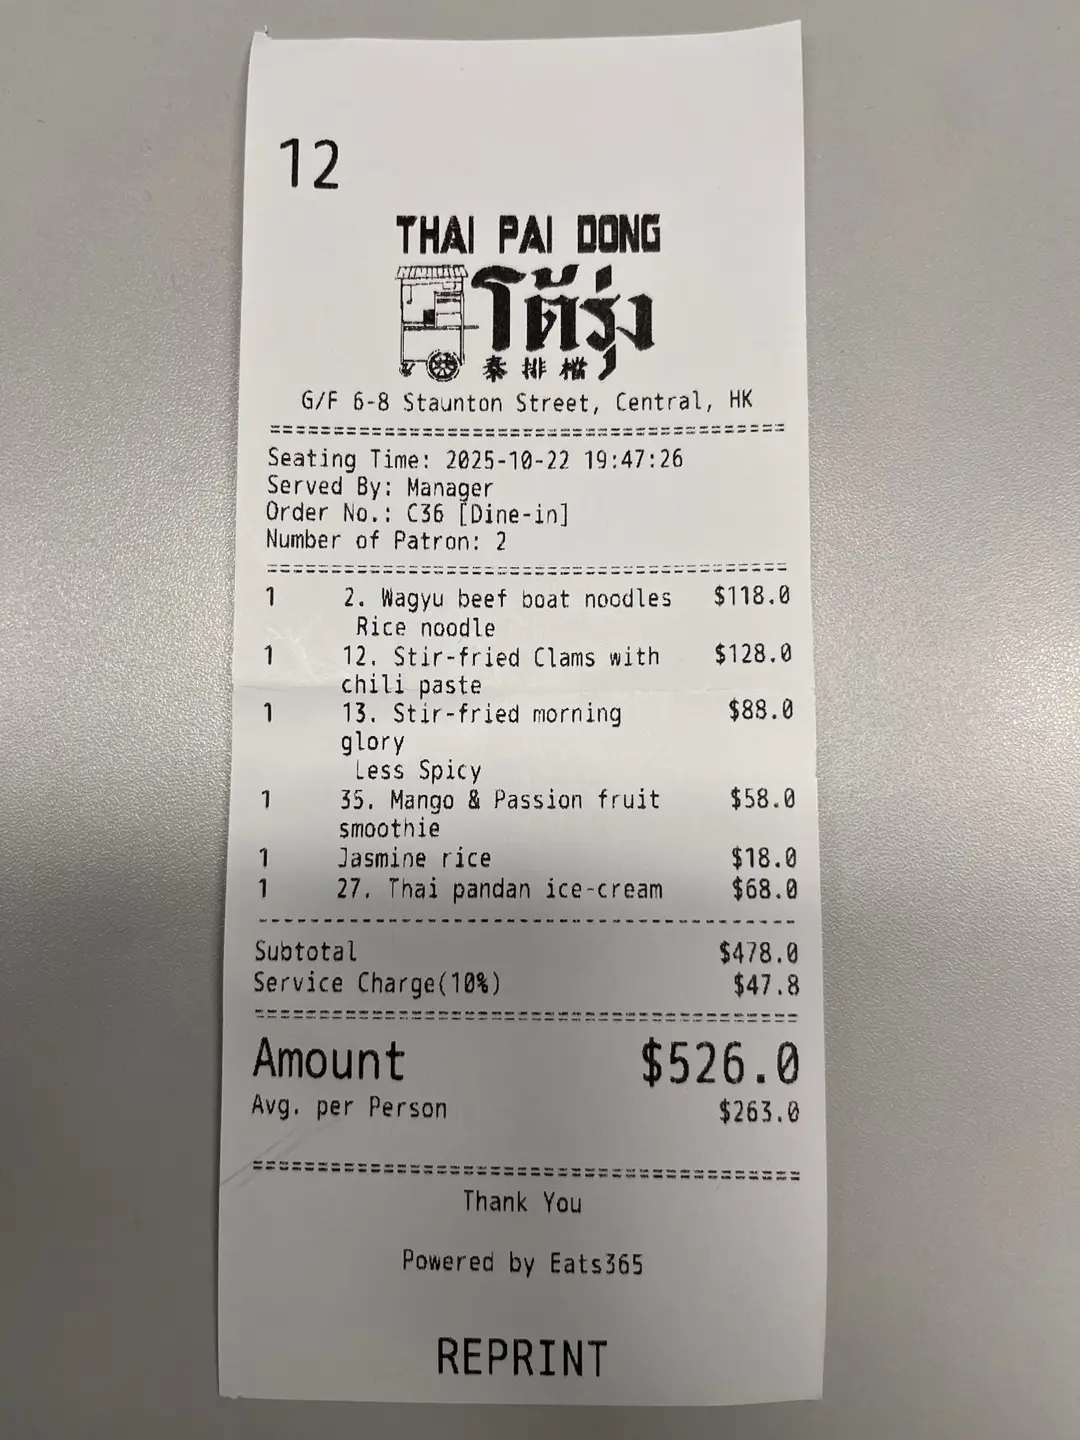 12
THAI PAI DONG
โต้รุ่ง
泰排檔
G/F 6-8 Staunton Street, Central, HK
Seating Time: 2025-10-22 19:47:26
Served By: Manager
Order No.: C36 [Dine-in]
Number of Patron: 2
1 2. Wagyu beef boat noodles $118.0
Rice noodle
1 12. Stir-fried Clams with $128.0
chili paste
1 13. Stir-fried morning $88.0
glory
Less Spicy
1 35. Mango & Passion fruit $58.0
smoothie
1 Jasmine rice $18.0
1 27. Thai pandan ice-cream $68.0
Subtotal $478.0
Service Charge(10%) $47.8
Amount $526.0
Avg. per Person $263.0
Thank You
Powered by Eats365
REPRINT